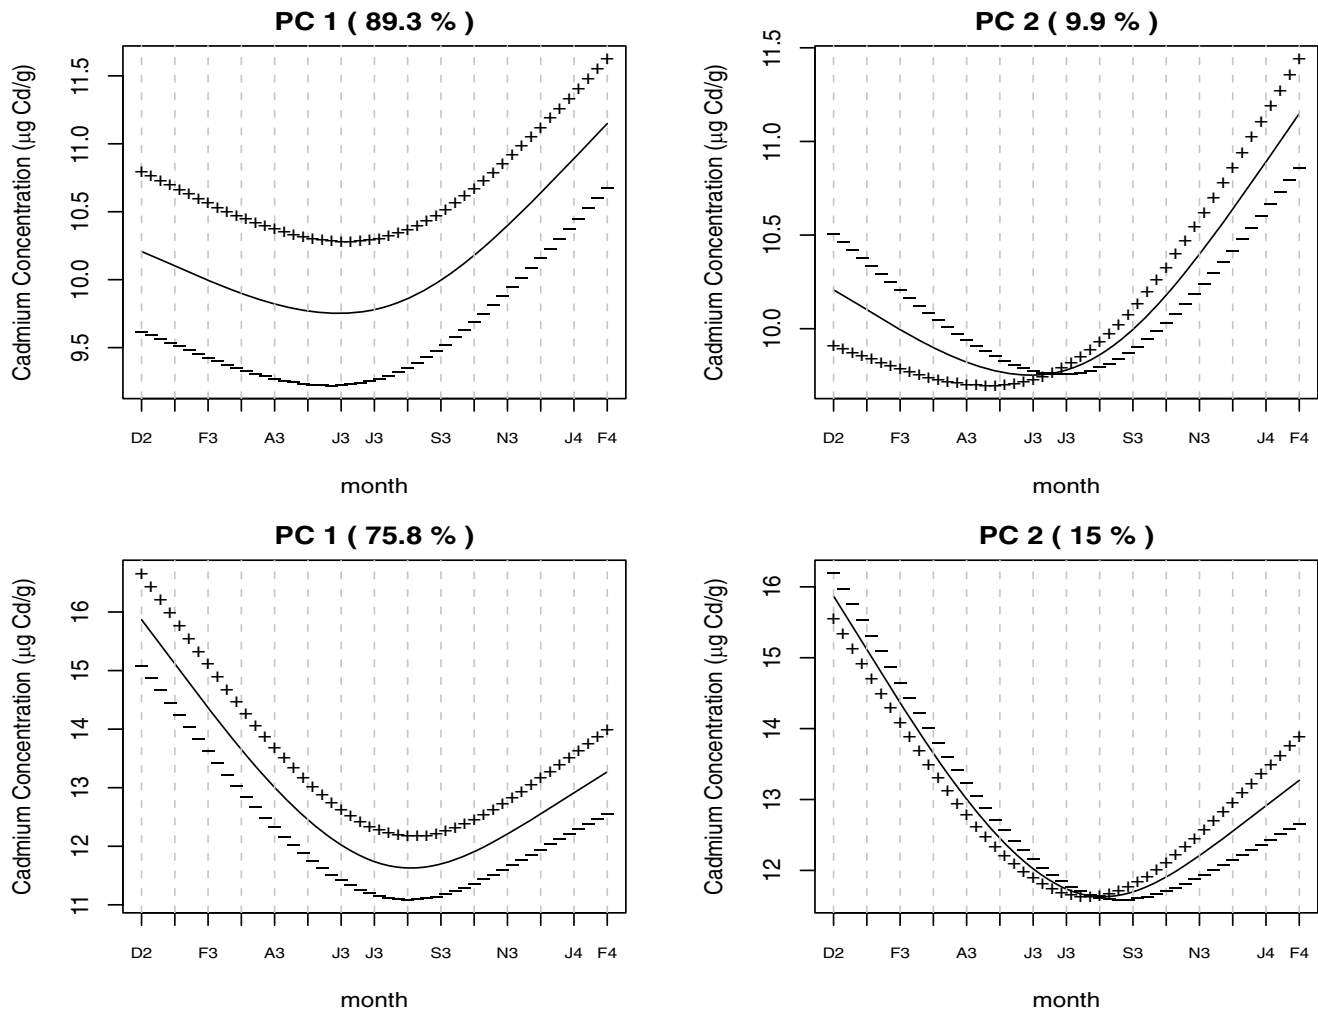 PC 1 ( 89.3 % )
Cadmium Concentration (μg Cd/g)
11.5
11.0
10.5
10.0
9.5
D2 F3 A3 J3 J3 S3 N3 J4 F4
month
PC 2 ( 9.9 % )
Cadmium Concentration (μg Cd/g)
11.5
11.0
10.5
10.0
D2 F3 A3 J3 J3 S3 N3 J4 F4
month
PC 1 ( 75.8 % )
Cadmium Concentration (μg Cd/g)
16
15
14
13
12
11
D2 F3 A3 J3 J3 S3 N3 J4 F4
month
PC 2 ( 15 % )
Cadmium Concentration (μg Cd/g)
16
15
14
13
12
D2 F3 A3 J3 J3 S3 N3 J4 F4
month